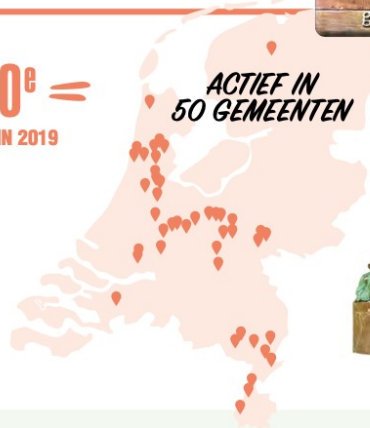 0e =
IN 2019
ACTIEF IN
50 GEMEENTEN